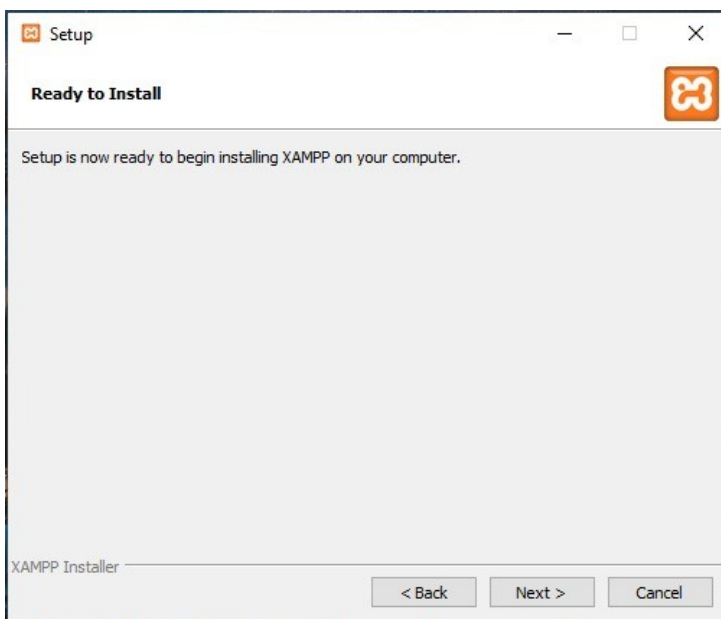 Setup
Ready to Install
Setup is now ready to begin installing XAMPP on your computer.
XAMPP Installer
< Back
Next >
Cancel